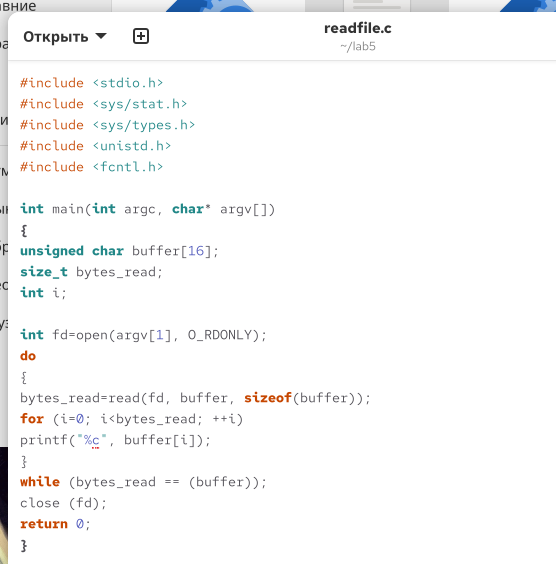 авние
Открыть
readfile.c
~/lab5
#include <stdio.h>
#include <sys/stat.h>
#include <sys/types.h>
#include <unistd.h>
#include <fcntl.h>
int main(int argc, char* argv[])
{
unsigned char buffer[16];
size_t bytes_read;
int i;
int fd=open(argv[1], O_RDONLY);
do
{
bytes_read=read(fd, buffer, sizeof(buffer));
for (i=0; i<bytes_read; ++i)
printf("%c", buffer[i]);
}
while (bytes_read == (buffer));
close (fd);
return 0;
}